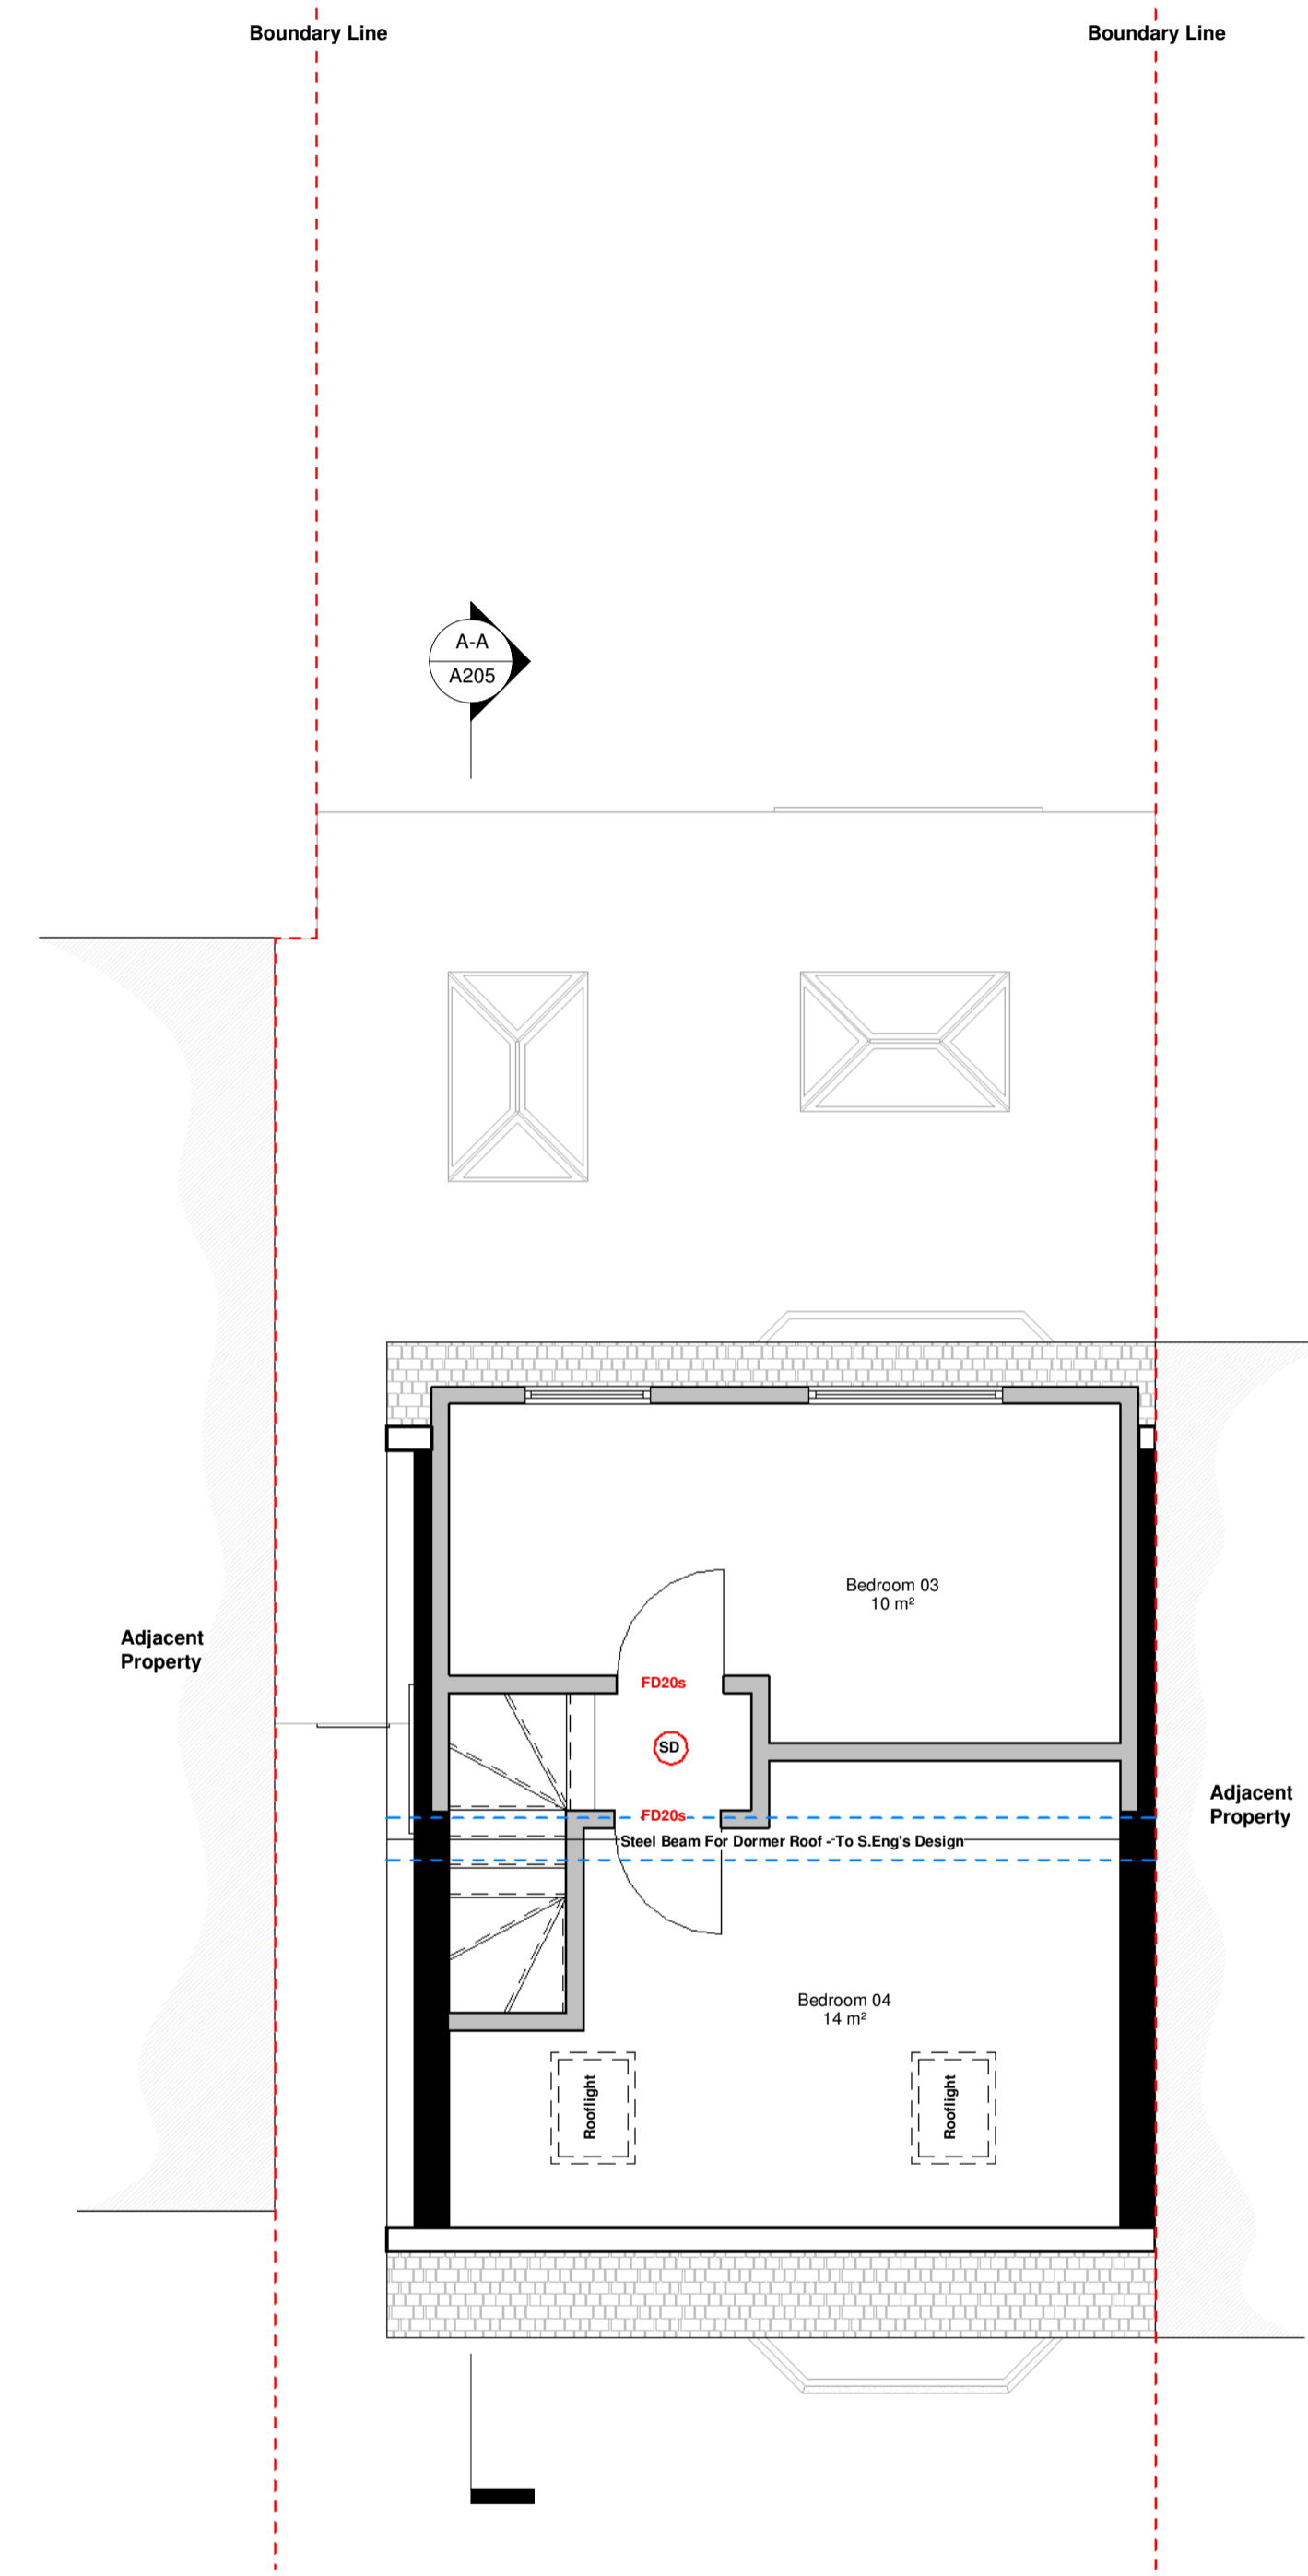 Boundary Line
Boundary Line
A-A
A205
Bedroom 03
10 m²
Adjacent
Property
FD20s
SD
Adjacent
Property
FD20s
Steel Beam For Dormer Roof - To S.Eng's Design
Bedroom 04
14 m²
Rooflight
Rooflight